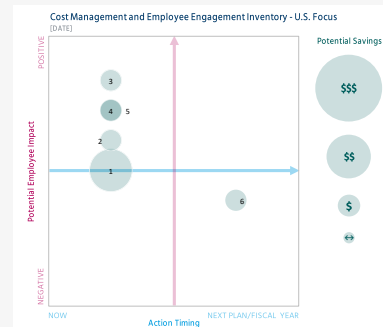 Cost Management and Employee Engagement Inventory - U.S. Focus
[DATE]
Potential Savings
POSITIVE
Potential Employee Impact
NEGATIVE
3
4 5
2
1
6
$$$
$$
$
↔
NOW
NEXT PLAN/FISCAL YEAR
Action Timing